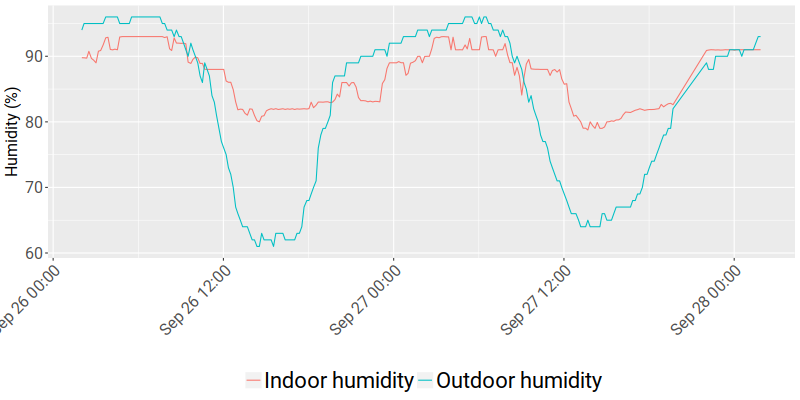 Humidity (%)
90
80
70
60
Sep 26 00:00
Sep 26 12:00
Sep 27 00:00
Sep 27 12:00
Sep 28 00:00
Indoor humidity
Outdoor humidity